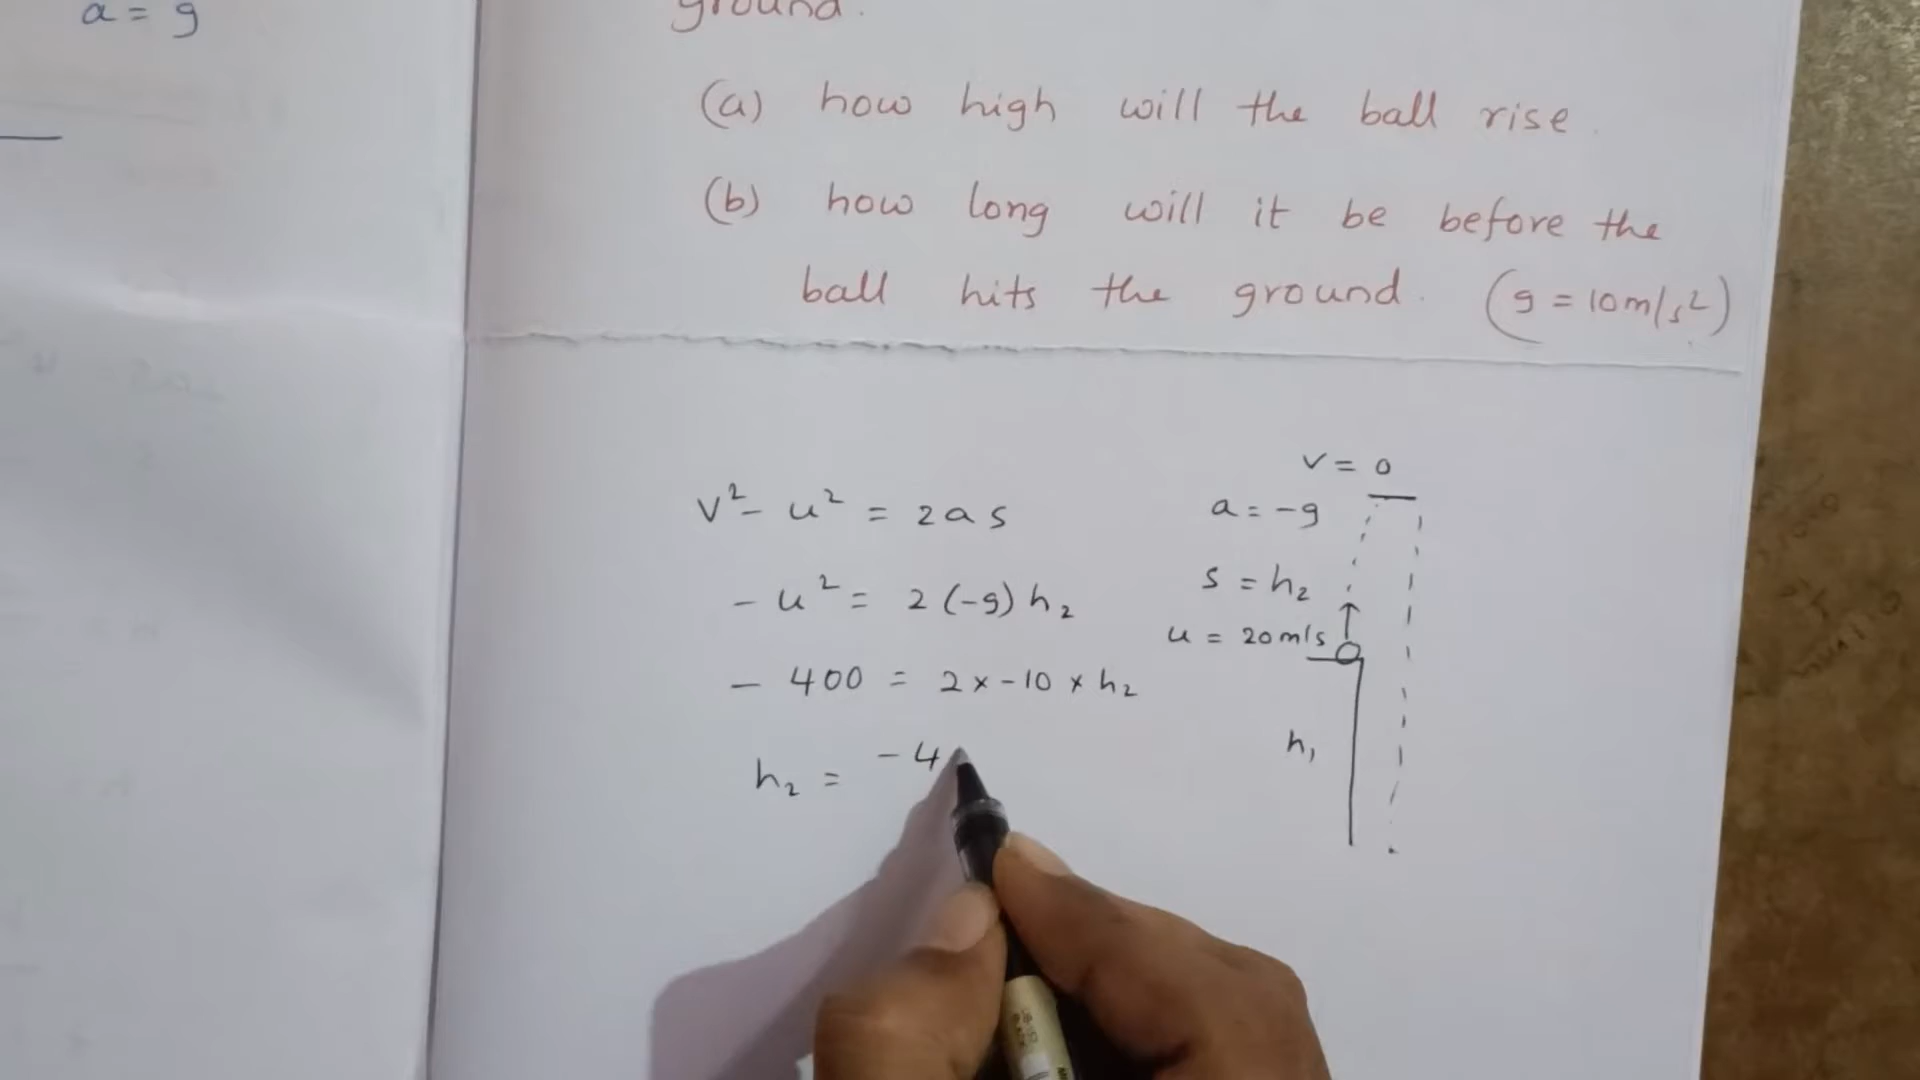 a = g
ground.
(a) how high will the ball rise.
(b) how long will it be before the
ball hits the ground. (g = 10m/s²)
v² - u² = 2as
- u² = 2(-g)h₂
- 400 = 2 x -10 x h₂
h₂ = - 4
v = 0
a = -g
s = h₂
u = 20m/s
h₁